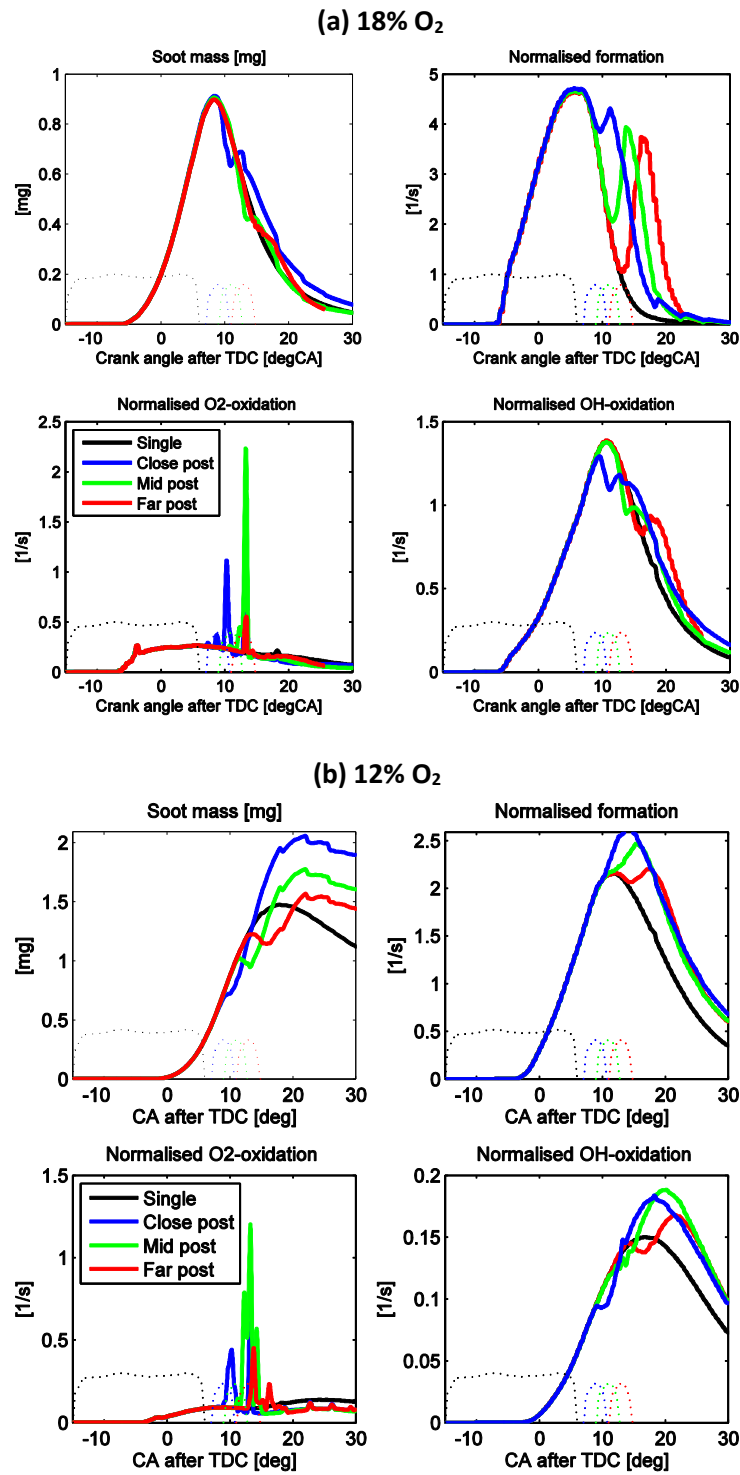 (a) 18% O₂
Soot mass [mg]
Normalised formation
[mg]
1
0.8
0.6
0.4
0.2
0
-10 0 10 20 30
Crank angle after TDC [degCA]
[1/s]
5
4
3
2
1
0
-10 0 10 20 30
Crank angle after TDC [degCA]
Normalised O2-oxidation
Normalised OH-oxidation
[1/s]
2.5
2
1.5
1
0.5
0
Single
Close post
Mid post
Far post
-10 0 10 20 30
Crank angle after TDC [degCA]
[1/s]
1.5
1
0.5
0
-10 0 10 20 30
Crank angle after TDC [degCA]
(b) 12% O₂
Soot mass [mg]
Normalised formation
[mg]
2
1.5
1
0.5
0
-10 0 10 20 30
CA after TDC [deg]
[1/s]
2.5
2
1.5
1
0.5
0
-10 0 10 20 30
CA after TDC [deg]
Normalised O2-oxidation
Normalised OH-oxidation
[1/s]
1.5
1
0.5
0
Single
Close post
Mid post
Far post
-10 0 10 20 30
CA after TDC [deg]
[1/s]
0.2
0.15
0.1
0.05
0
-10 0 10 20 30
CA after TDC [deg]